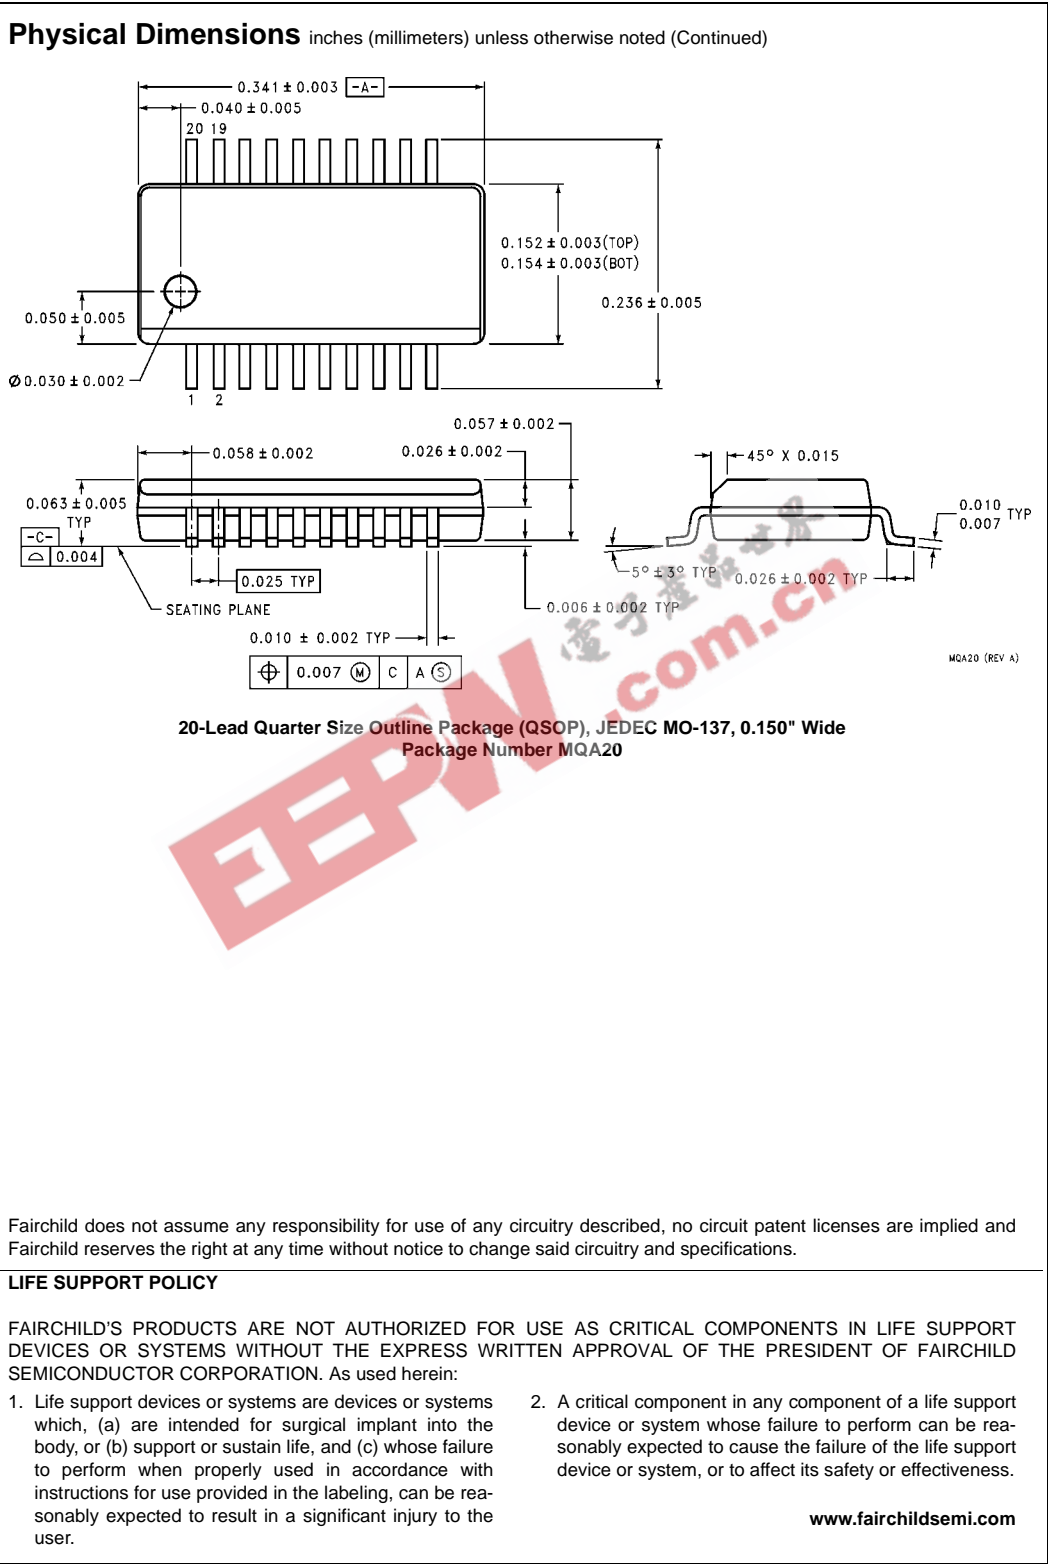 Physical Dimensions inches (millimeters) unless otherwise noted (Continued)
0.341 ± 0.003 -A-
0.040 ± 0.005
20 19
0.152 ± 0.003(TOP)
0.154 ± 0.003(BOT)
0.236 ± 0.005
0.050 ± 0.005
Ø 0.030 ± 0.002
1 2
0.057 ± 0.002
0.058 ± 0.002
0.026 ± 0.002
45° X 0.015
0.063 ± 0.005
TYP
-C-
⌓ 0.004
0.010
0.007 TYP
5° ± 3° TYP
0.026 ± 0.002 TYP
0.025 TYP
SEATING PLANE
0.006 ± 0.002 TYP
0.010 ± 0.002 TYP
⌖ 0.007 Ⓜ C A Ⓢ
MQA20 (REV A)
20-Lead Quarter Size Outline Package (QSOP), JEDEC MO-137, 0.150" Wide
Package Number MQA20
EEPW.com.cn
電子產品世界
Fairchild does not assume any responsibility for use of any circuitry described, no circuit patent licenses are implied and
Fairchild reserves the right at any time without notice to change said circuitry and specifications.
LIFE SUPPORT POLICY
FAIRCHILD'S PRODUCTS ARE NOT AUTHORIZED FOR USE AS CRITICAL COMPONENTS IN LIFE SUPPORT
DEVICES OR SYSTEMS WITHOUT THE EXPRESS WRITTEN APPROVAL OF THE PRESIDENT OF FAIRCHILD
SEMICONDUCTOR CORPORATION. As used herein:
1. Life support devices or systems are devices or systems
which, (a) are intended for surgical implant into the
body, or (b) support or sustain life, and (c) whose failure
to perform when properly used in accordance with
instructions for use provided in the labeling, can be rea-
sonably expected to result in a significant injury to the
user.
2. A critical component in any component of a life support
device or system whose failure to perform can be rea-
sonably expected to cause the failure of the life support
device or system, or to affect its safety or effectiveness.
www.fairchildsemi.com